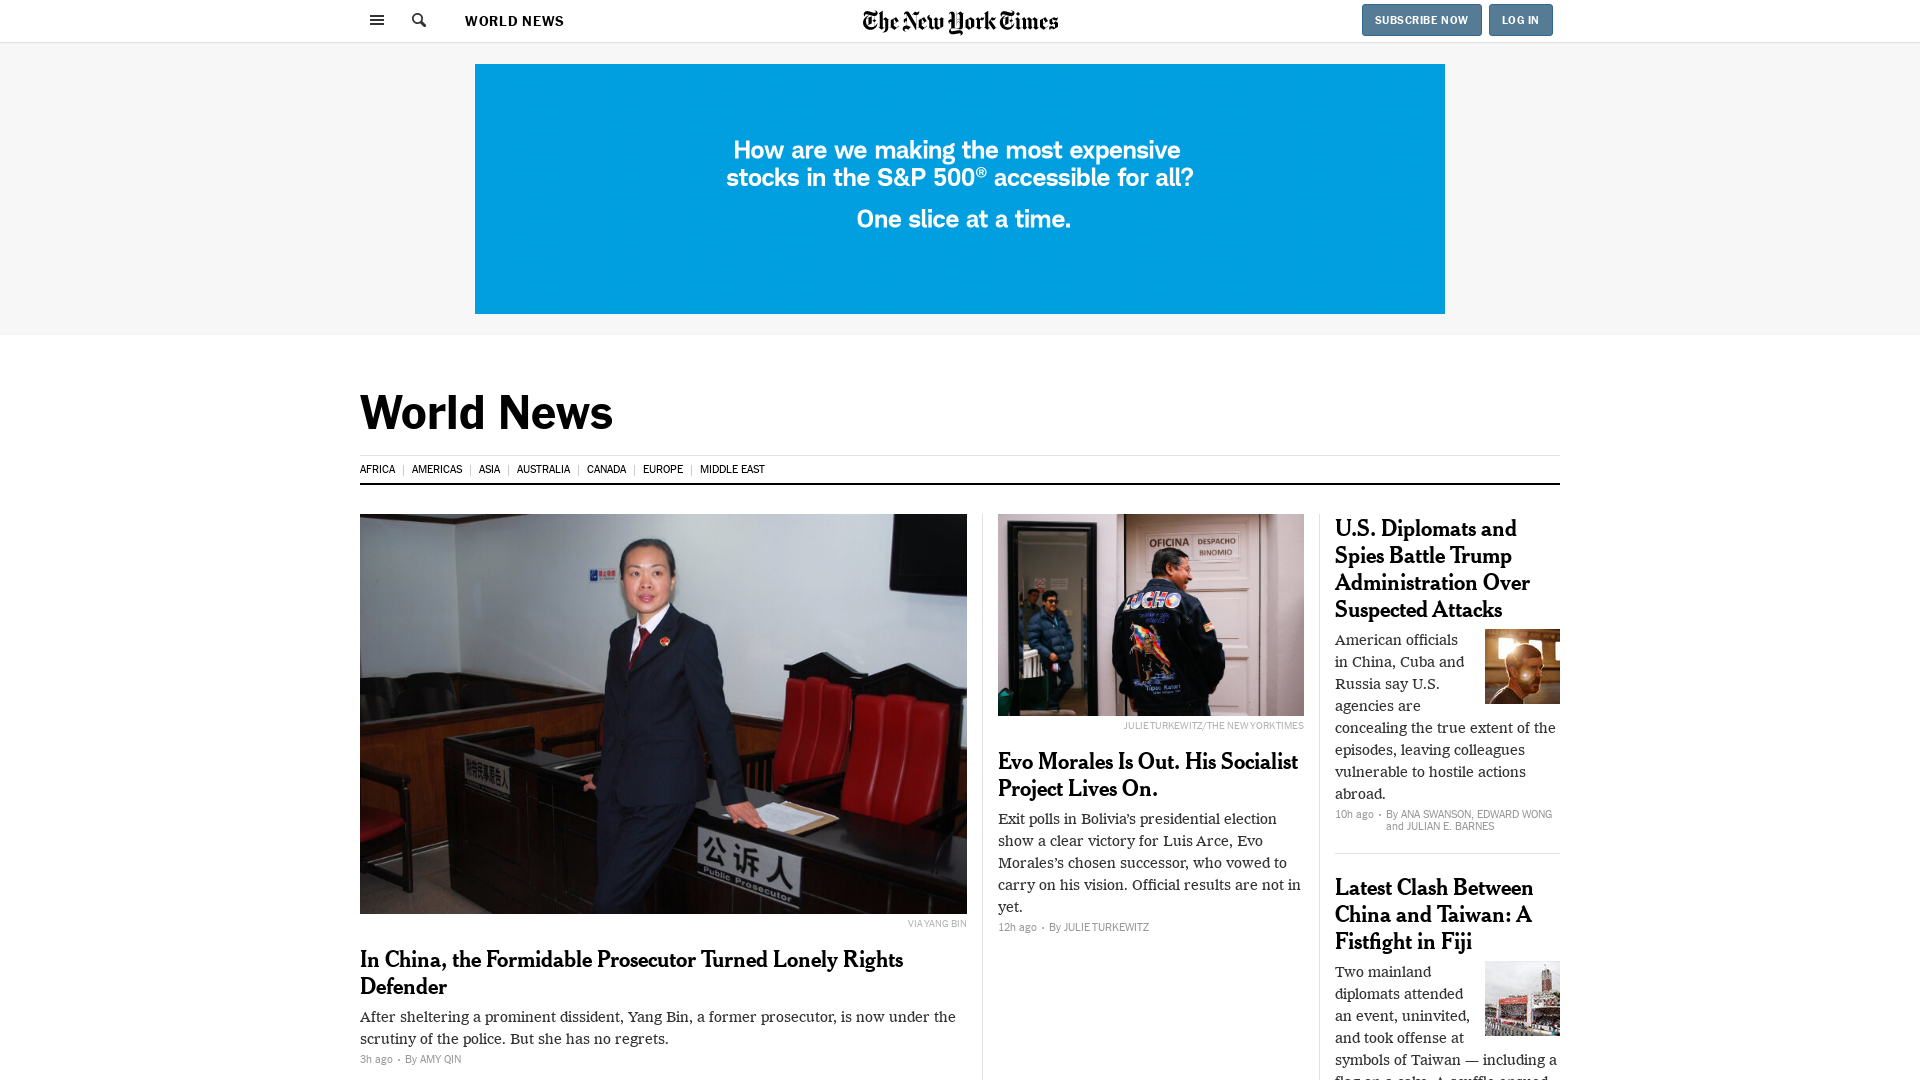 WORLD NEWS
The New York Times
SUBSCRIBE NOW
LOG IN
How are we making the most expensive
stocks in the S&P 500® accessible for all?
One slice at a time.
World News
AFRICA
AMERICAS
ASIA
AUSTRALIA
CANADA
EUROPE
MIDDLE EAST
公诉人
Public Prosecutor
VIA YANG BIN
In China, the Formidable Prosecutor Turned Lonely Rights
Defender
After sheltering a prominent dissident, Yang Bin, a former prosecutor, is now under the
scrutiny of the police. But she has no regrets.
3h ago • By AMY QIN
OFICINA
DESPACHO
BINOMIO
LUCHO
JULIE TURKEWITZ/THE NEW YORK TIMES
Evo Morales Is Out. His Socialist
Project Lives On.
Exit polls in Bolivia’s presidential election
show a clear victory for Luis Arce, Evo
Morales’s chosen successor, who vowed to
carry on his vision. Official results are not in
yet.
12h ago • By JULIE TURKEWITZ
U.S. Diplomats and
Spies Battle Trump
Administration Over
Suspected Attacks
American officials
in China, Cuba and
Russia say U.S.
agencies are
concealing the true extent of the
episodes, leaving colleagues
vulnerable to hostile actions
abroad.
10h ago • By ANA SWANSON, EDWARD WONG
and JULIAN E. BARNES
Latest Clash Between
China and Taiwan: A
Fistfight in Fiji
Two mainland
diplomats attended
an event, uninvited,
and took offense at
symbols of Taiwan — including a